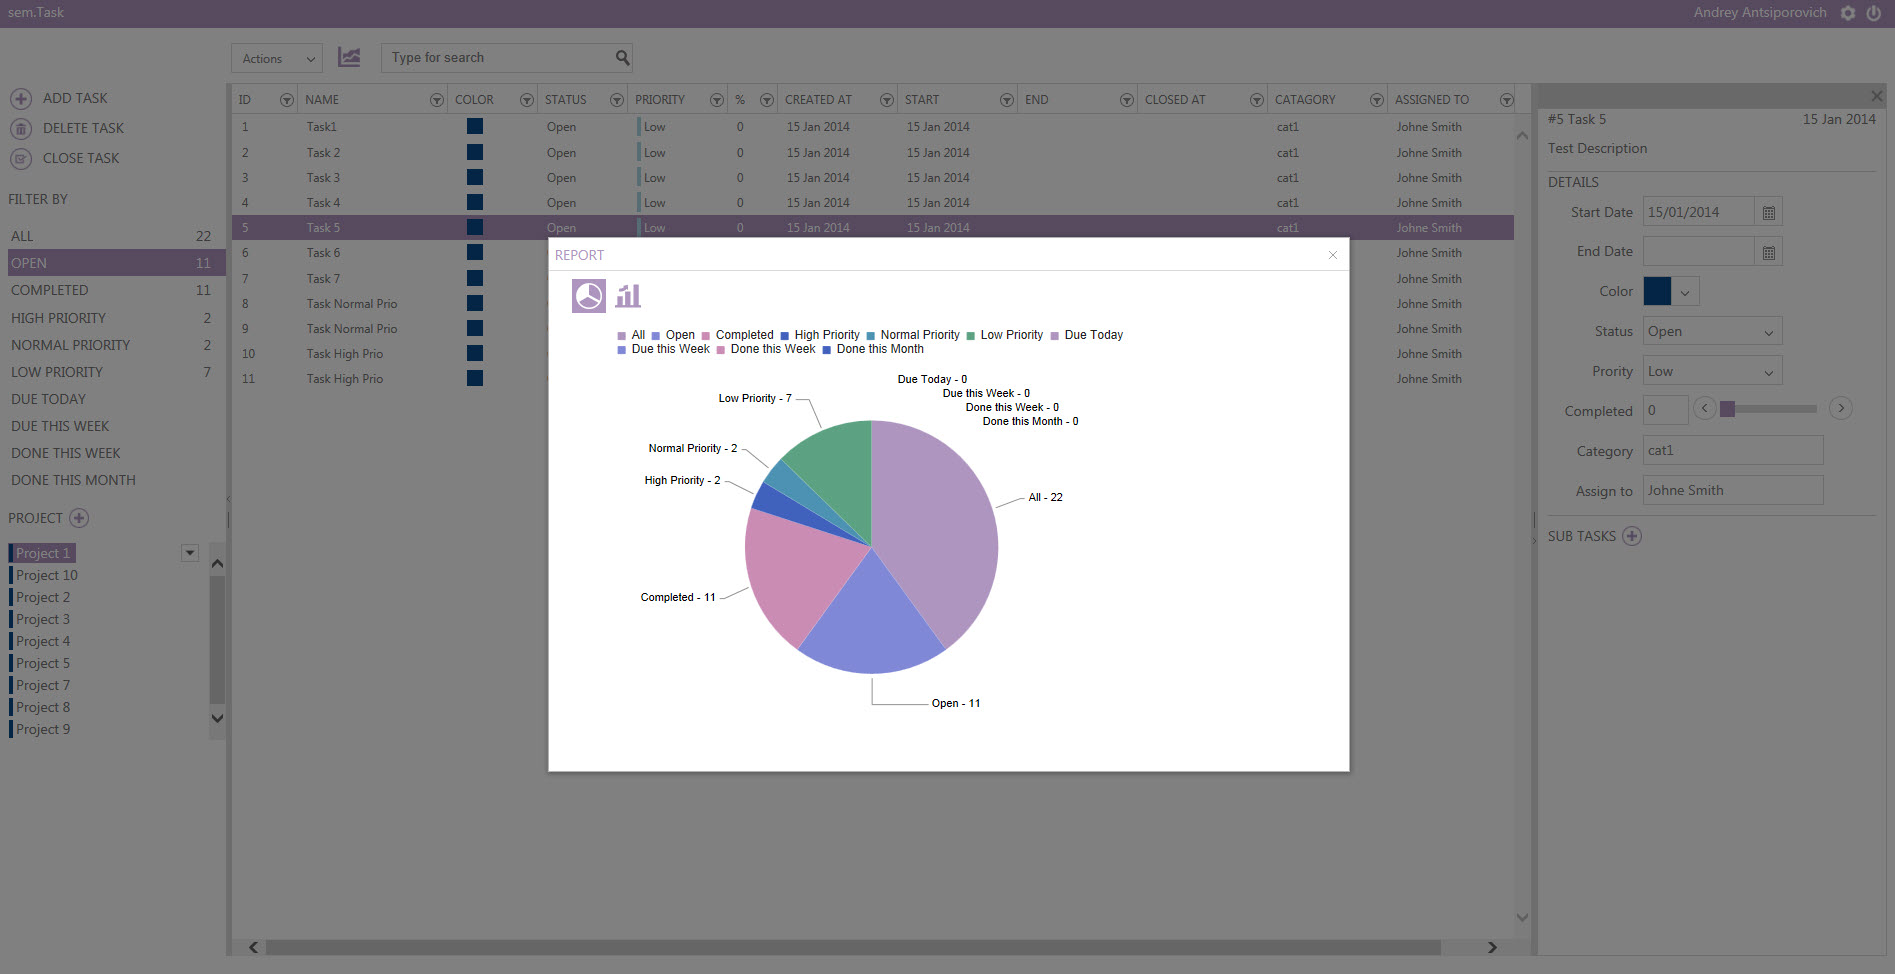 sem.Task
Andrey Antsiporovich
Actions
Type for search
ADD TASK
DELETE TASK
CLOSE TASK
FILTER BY
ALL 22
OPEN 11
COMPLETED 11
HIGH PRIORITY 2
NORMAL PRIORITY 2
LOW PRIORITY 7
DUE TODAY
DUE THIS WEEK
DONE THIS WEEK
DONE THIS MONTH
PROJECT
Project 1
Project 10
Project 2
Project 3
Project 4
Project 5
Project 7
Project 8
Project 9
ID NAME COLOR STATUS PRIORITY % CREATED AT START END CLOSED AT CATAGORY ASSIGNED TO
1 Task1 Open Low 0 15 Jan 2014 15 Jan 2014 cat1 Johne Smith
2 Task 2 Open Low 0 15 Jan 2014 15 Jan 2014 cat1 Johne Smith
3 Task 3 Open Low 0 15 Jan 2014 15 Jan 2014 cat1 Johne Smith
4 Task 4 Open Low 0 15 Jan 2014 15 Jan 2014 cat1 Johne Smith
5 Task 5 Open Low 0 15 Jan 2014 15 Jan 2014 cat1 Johne Smith
6 Task 6 Johne Smith
7 Task 7 Johne Smith
8 Task Normal Prio Johne Smith
9 Task Normal Prio Johne Smith
10 Task High Prio Johne Smith
11 Task High Prio Johne Smith
REPORT
All Open Completed High Priority Normal Priority Low Priority Due Today
Due this Week Done this Week Done this Month
Due Today - 0
Due this Week - 0
Done this Week - 0
Done this Month - 0
Low Priority - 7
Normal Priority - 2
High Priority - 2
All - 22
Completed - 11
Open - 11
#5 Task 5 15 Jan 2014
Test Description
DETAILS
Start Date 15/01/2014
End Date
Color
Status Open
Prority Low
Completed 0
Category cat1
Assign to Johne Smith
SUB TASKS